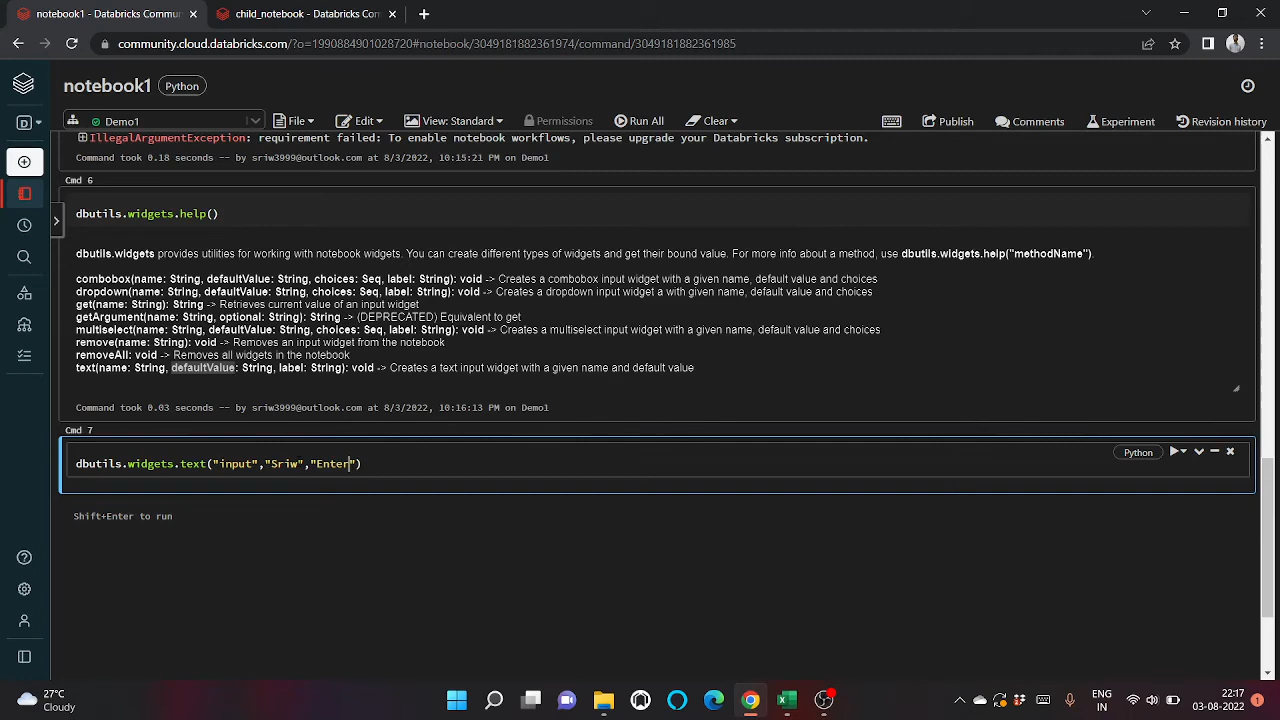 notebook1 - Databricks Commun
child_notebook - Databricks Com
community.cloud.databricks.com/?o=1990884901028720#notebook/3049181882361974/command/3049181882361985
notebook1 Python
Demo1 File Edit View: Standard Permissions Run All Clear Publish Comments Experiment Revision history
IllegalArgumentException: requirement failed: To enable notebook workflows, please upgrade your Databricks subscription.
Command took 0.18 seconds -- by sriw3999@outlook.com at 8/3/2022, 10:15:21 PM on Demo1
Cmd 6
dbutils.widgets.help()
dbutils.widgets provides utilities for working with notebook widgets. You can create different types of widgets and get their bound value. For more info about a method, use dbutils.widgets.help("methodName").
combobox(name: String, defaultValue: String, choices: Seq, label: String): void -> Creates a combobox input widget with a given name, default value and choices
dropdown(name: String, defaultValue: String, choices: Seq, label: String): void -> Creates a dropdown input widget a with given name, default value and choices
get(name: String): String -> Retrieves current value of an input widget
getArgument(name: String, optional: String): String -> (DEPRECATED) Equivalent to get
multiselect(name: String, defaultValue: String, choices: Seq, label: String): void -> Creates a multiselect input widget with a given name, default value and choices
remove(name: String): void -> Removes an input widget from the notebook
removeAll: void -> Removes all widgets in the notebook
text(name: String, defaultValue: String, label: String): void -> Creates a text input widget with a given name and default value
Command took 0.03 seconds -- by sriw3999@outlook.com at 8/3/2022, 10:16:13 PM on Demo1
Cmd 7
dbutils.widgets.text("input","Sriw","Enter")
Python
Shift+Enter to run
27°C
Cloudy
ENG
IN
22:17
03-08-2022
1